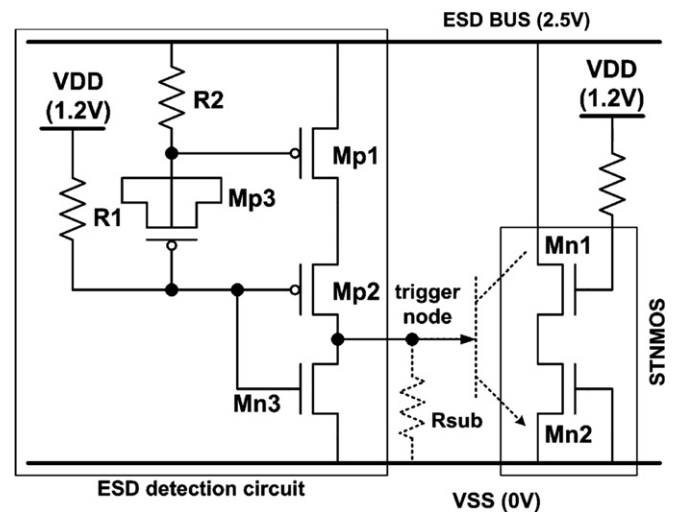 ESD BUS (2.5V)
VDD
(1.2V)
R2
VDD
(1.2V)
Mp1
R1
Mp3
Mn1
Mp2
trigger
node
STNMOS
Mn3
Rsub
Mn2
ESD detection circuit
VSS (0V)